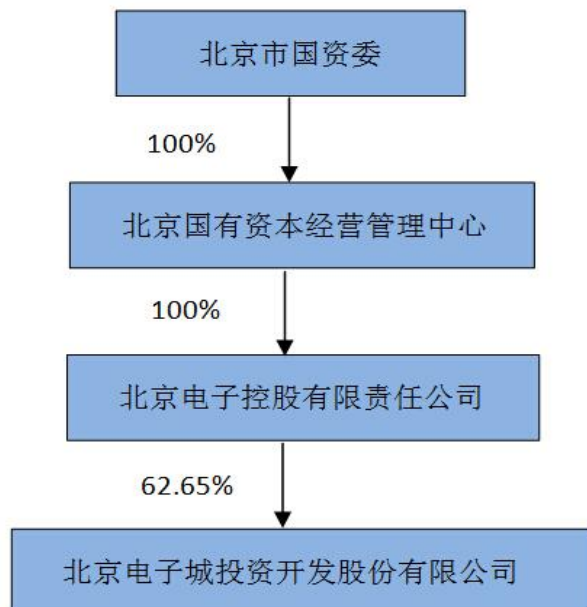 北京市国资委
100%
北京国有资本经营管理中心
100%
北京电子控股有限责任公司
62.65%
北京电子城投资开发股份有限公司